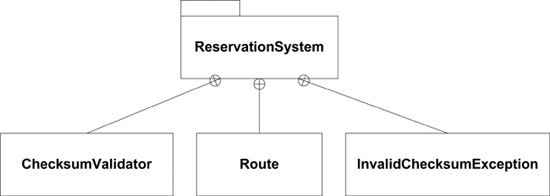 ReservationSystem
ChecksumValidator
Route
InvalidChecksumException